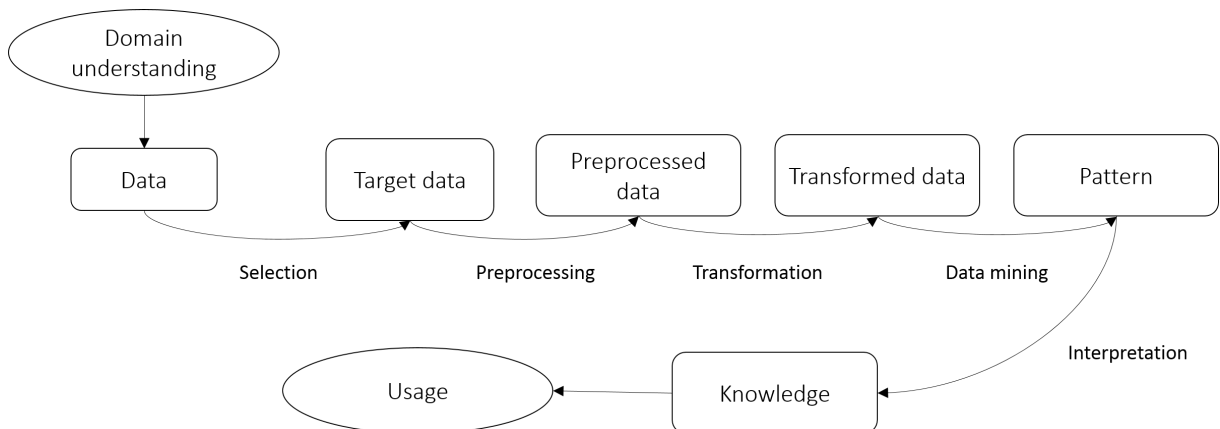 Domain
understanding
Data
Target data
Preprocessed
data
Transformed data
Pattern
Selection
Preprocessing
Transformation
Data mining
Interpretation
Usage
Knowledge